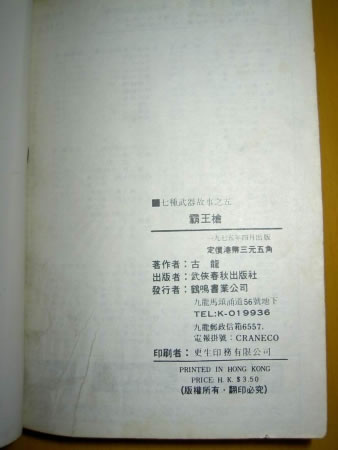 ■七種武器故事之五
霸王槍
一九七五年四月出版
定價港幣三元五角
著作者：古龍
出版者：武俠春秋出版社
發行者：鶴鳴書業公司
九龍馬頭涌道56號地下
TEL:K-019936
九龍郵政信箱6557.
電報掛號：CRANECO
印刷者：更生印務有限公司
PRINTED IN HONG KONG
PRICE: H. K. $3.50
（版權所有·翻印必究）